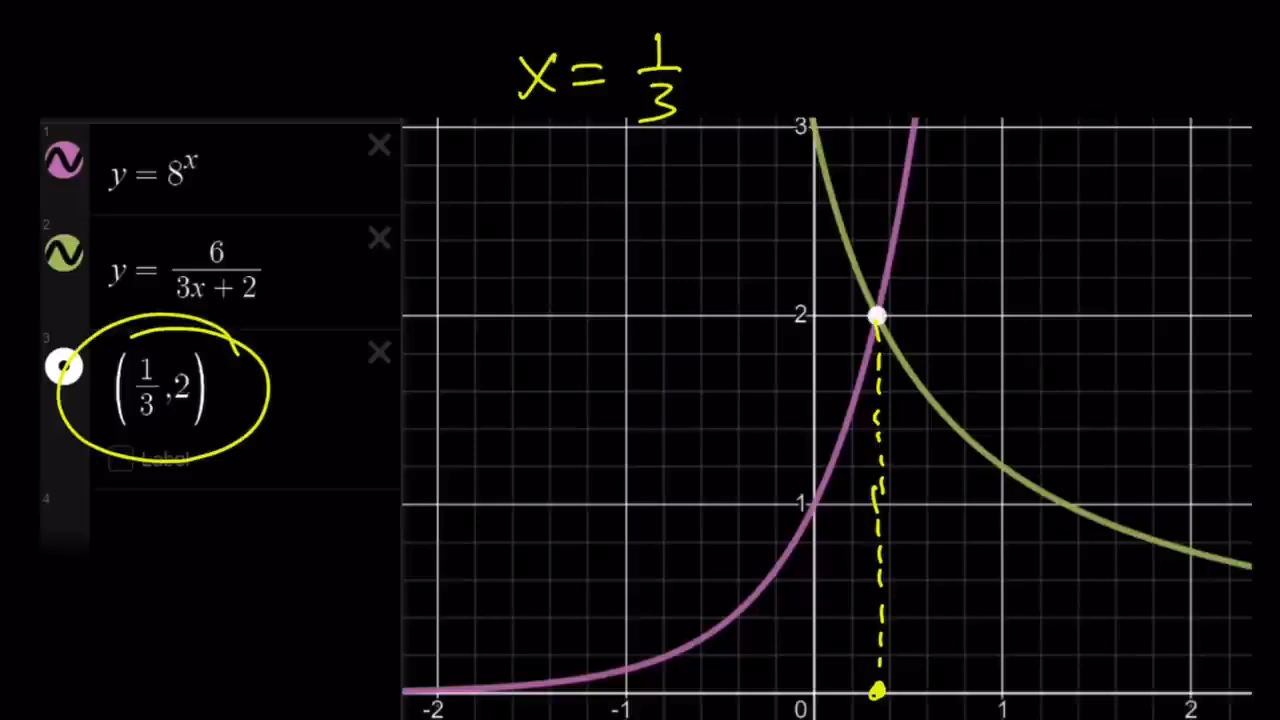 x = 1/3
1
y = 8^x
2
y = 6/(3x + 2)
3
(1/3, 2)
Label
4
3
2
1
-2 -1 0 1 2